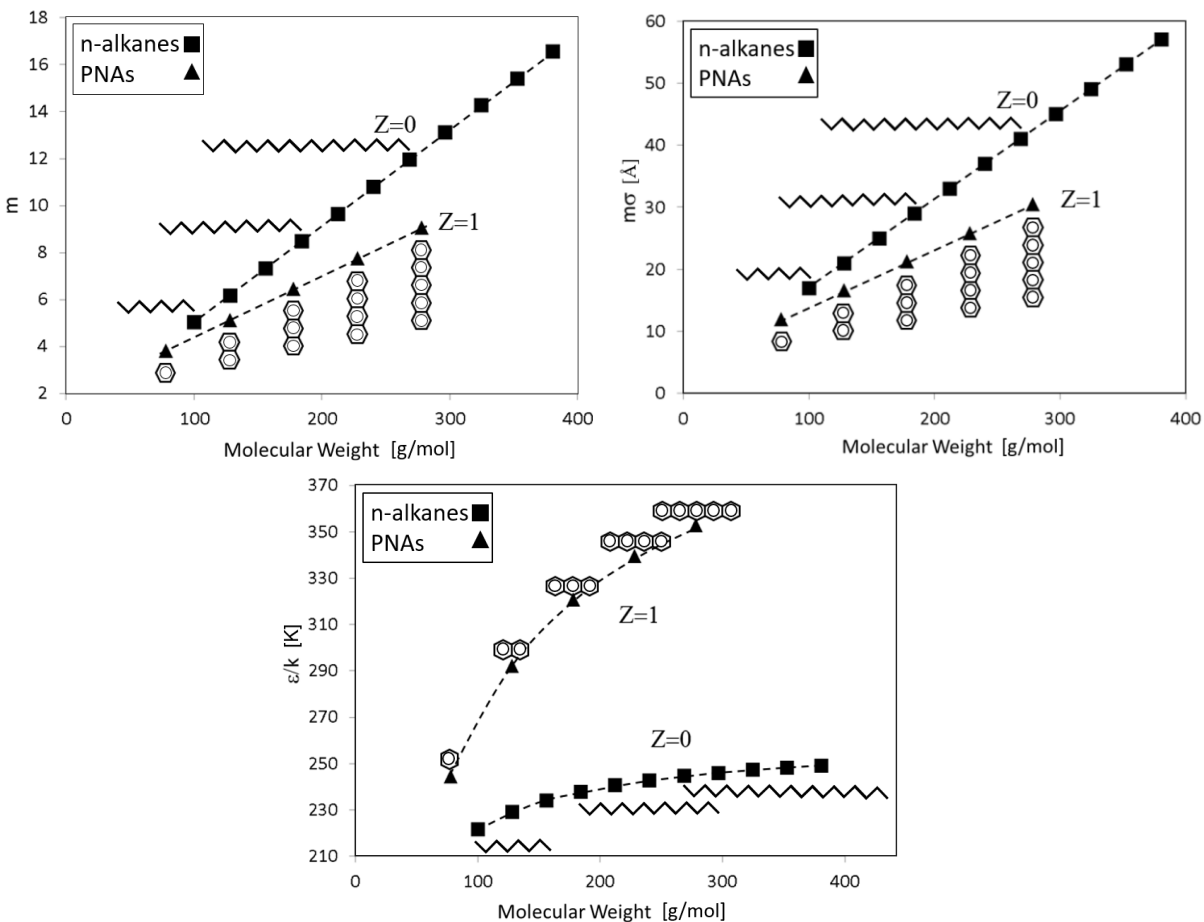 18
16
14
12
10
8
6
4
2
m
n-alkanes
PNAs
Z=0
Z=1
0 100 200 300 400
Molecular Weight [g/mol]
60
50
40
30
20
10
0
mσ [Å]
n-alkanes
PNAs
Z=0
Z=1
0 100 200 300 400
Molecular Weight [g/mol]
370
350
330
310
290
270
250
230
210
ε/k [K]
n-alkanes
PNAs
Z=1
Z=0
0 100 200 300 400
Molecular Weight [g/mol]